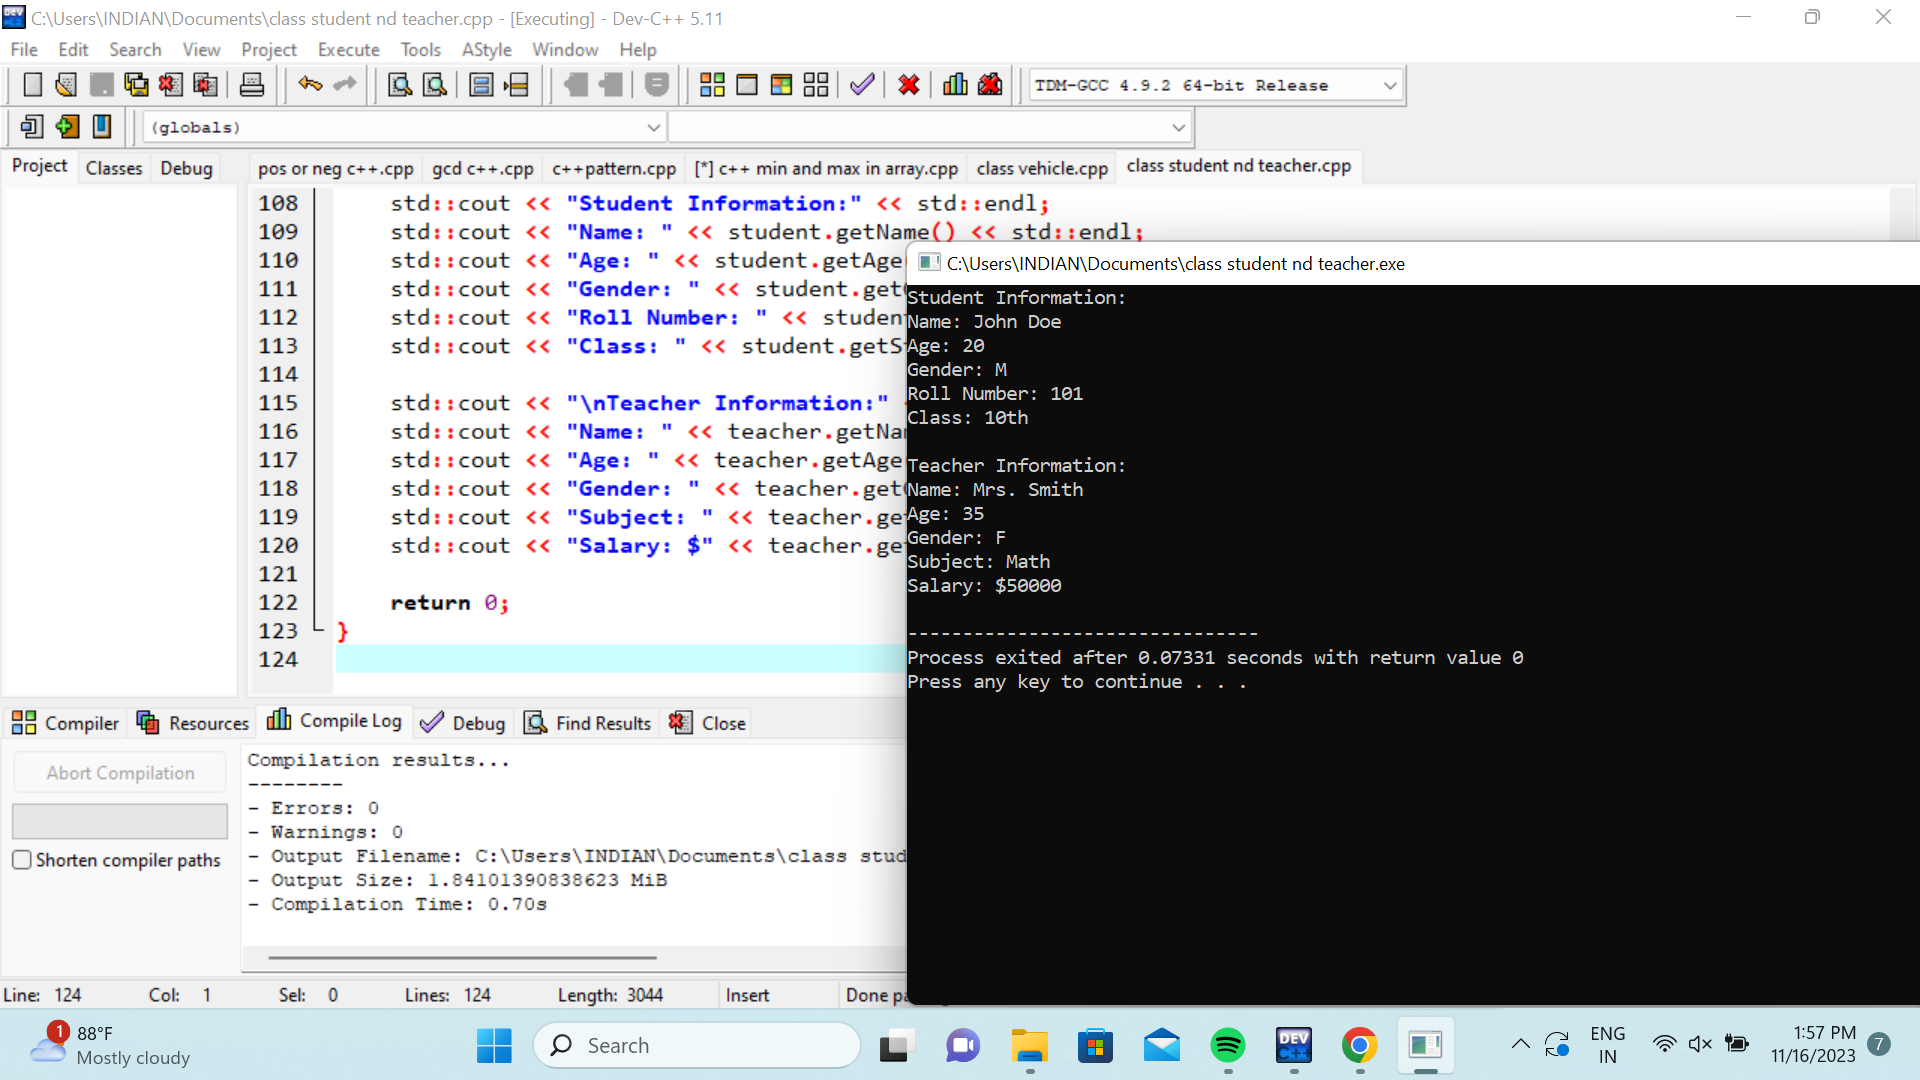 C:\Users\INDIAN\Documents\class student nd teacher.cpp - [Executing] - Dev-C++ 5.11
File Edit Search View Project Execute Tools AStyle Window Help
TDM-GCC 4.9.2 64-bit Release
(globals)
Project Classes Debug
pos or neg c++.cpp gcd c++.cpp c++pattern.cpp [*] c++ min and max in array.cpp class vehicle.cpp class student nd teacher.cpp
108 std::cout << "Student Information:" << std::endl;
109 std::cout << "Name: " << student.getName() << std::endl;
110 std::cout << "Age: " << student.getAge
111 std::cout << "Gender: " << student.get
112 std::cout << "Roll Number: " << studen
113 std::cout << "Class: " << student.getS
114
115 std::cout << "\nTeacher Information:"
116 std::cout << "Name: " << teacher.getNa
117 std::cout << "Age: " << teacher.getAge
118 std::cout << "Gender: " << teacher.get
119 std::cout << "Subject: " << teacher.ge
120 std::cout << "Salary: $" << teacher.ge
121
122 return 0;
123 }
124
C:\Users\INDIAN\Documents\class student nd teacher.exe
Student Information:
Name: John Doe
Age: 20
Gender: M
Roll Number: 101
Class: 10th
Teacher Information:
Name: Mrs. Smith
Age: 35
Gender: F
Subject: Math
Salary: $50000
--------------------------------
Process exited after 0.07331 seconds with return value 0
Press any key to continue . . .
Compiler Resources Compile Log Debug Find Results Close
Abort Compilation
Shorten compiler paths
Compilation results...
--------
- Errors: 0
- Warnings: 0
- Output Filename: C:\Users\INDIAN\Documents\class stud
- Output Size: 1.84101390838623 MiB
- Compilation Time: 0.70s
Line: 124 Col: 1 Sel: 0 Lines: 124 Length: 3044 Insert Done
1
88°F
Mostly cloudy
Search
DEV
C++
ENG
IN
1:57 PM
11/16/2023
7